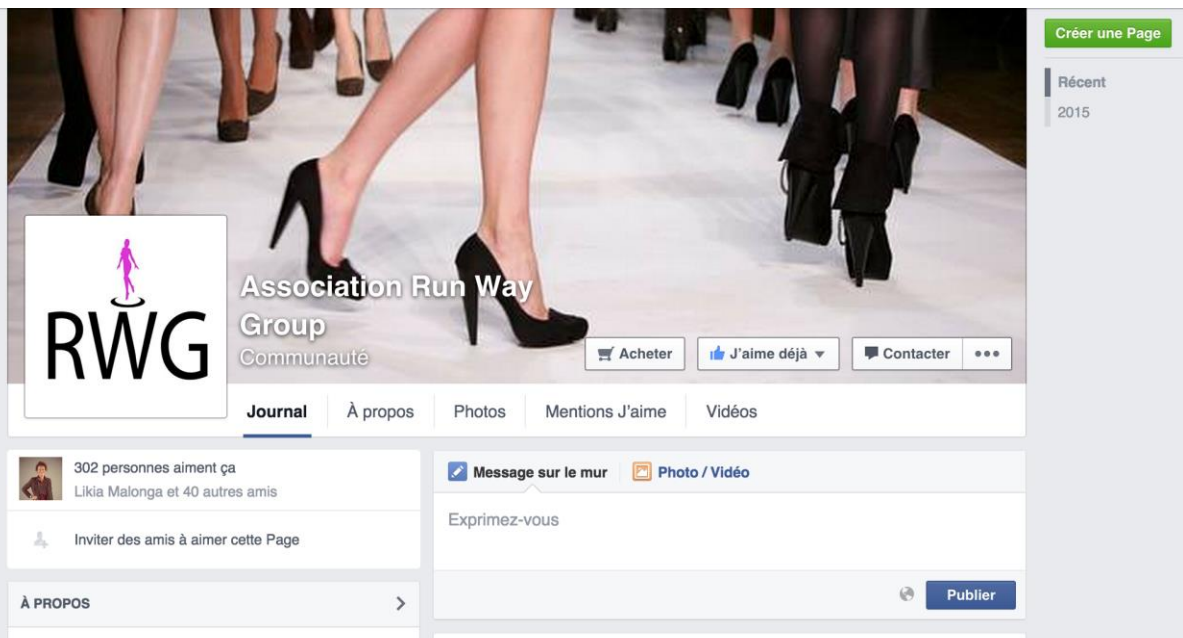 Créer une Page
Récent
2015
RWG
Association Run Way
Group
Communauté
Acheter
J'aime déjà
Contacter
Journal
À propos
Photos
Mentions J'aime
Vidéos
302 personnes aiment ça
Likia Malonga et 40 autres amis
Inviter des amis à aimer cette Page
À PROPOS
Message sur le mur
Photo / Vidéo
Exprimez-vous
Publier